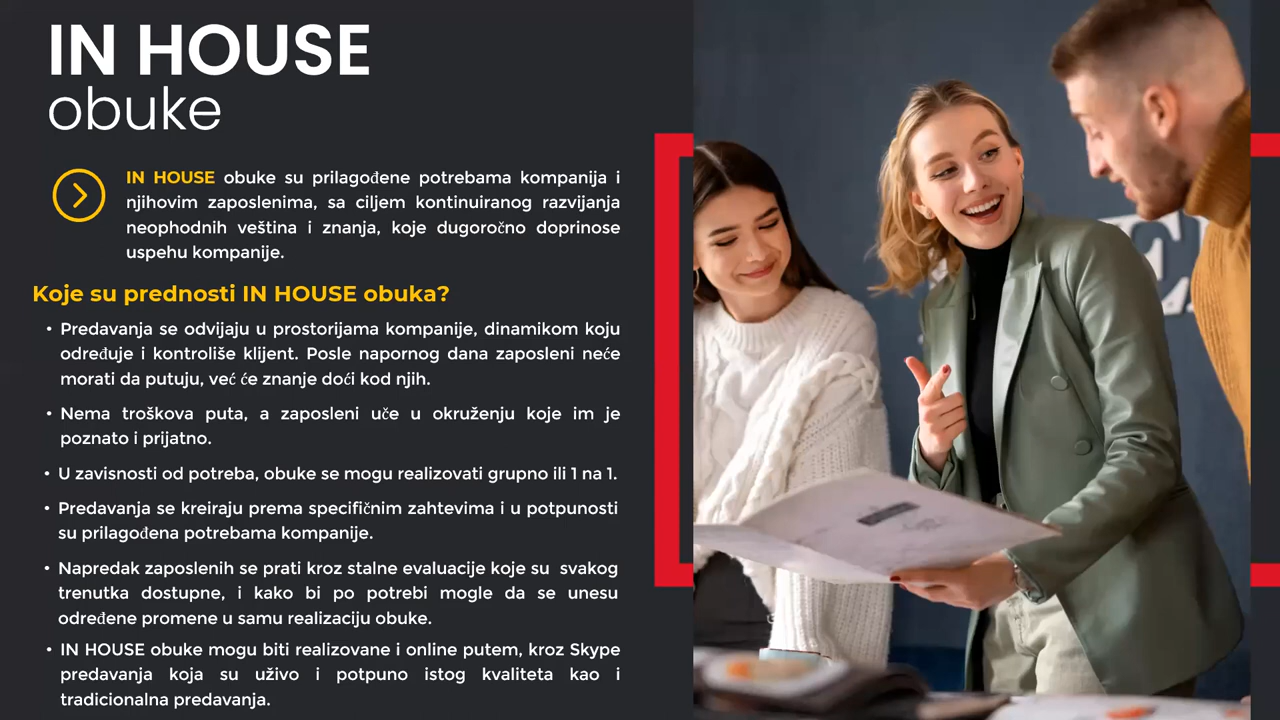 IN HOUSE
obuke
IN HOUSE obuke su prilagođene potrebama kompanija i
njihovim zaposlenima, sa ciljem kontinuiranog razvijanja
neophodnih veština i znanja, koje dugoročno doprinose
uspehu kompanije.
Koje su prednosti IN HOUSE obuka?
• Predavanja se odvijaju u prostorijama kompanije, dinamikom koju
određuje i kontroliše klijent. Posle napornog dana zaposleni neće
morati da putuju, već će znanje doći kod njih.
• Nema troškova puta, a zaposleni uče u okruženju koje im je
poznato i prijatno.
• U zavisnosti od potreba, obuke se mogu realizovati grupno ili 1 na 1.
• Predavanja se kreiraju prema specifičnim zahtevima i u potpunosti
su prilagođena potrebama kompanije.
• Napredak zaposlenih se prati kroz stalne evaluacije koje su svakog
trenutka dostupne, i kako bi po potrebi mogle da se unesu
određene promene u samu realizaciju obuke.
• IN HOUSE obuke mogu biti realizovane i online putem, kroz Skype
predavanja koja su uživo i potpuno istog kvaliteta kao i
tradicionalna predavanja.